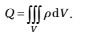 Q = ∭_V ρ dV.